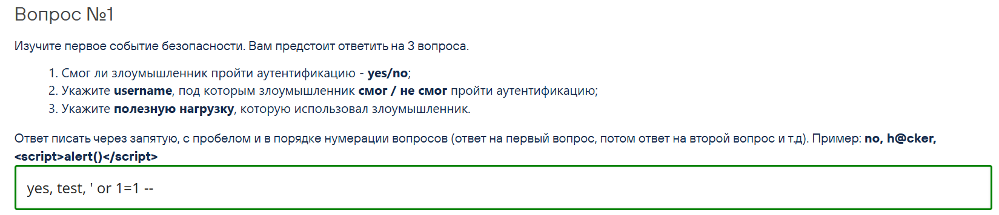 Вопрос №1
Изучите первое событие безопасности. Вам предстоит ответить на 3 вопроса.
1. Смог ли злоумышленник пройти аутентификацию - yes/no;
2. Укажите username, под которым злоумышленник смог / не смог пройти аутентификацию;
3. Укажите полезную нагрузку, которую использовал злоумышленник.
Ответ писать через запятую, с пробелом и в порядке нумерации вопросов (ответ на первый вопрос, потом ответ на второй вопрос и т.д). Пример: no, h@cker,
<script>alert()</script>
yes, test, ' or 1=1 --